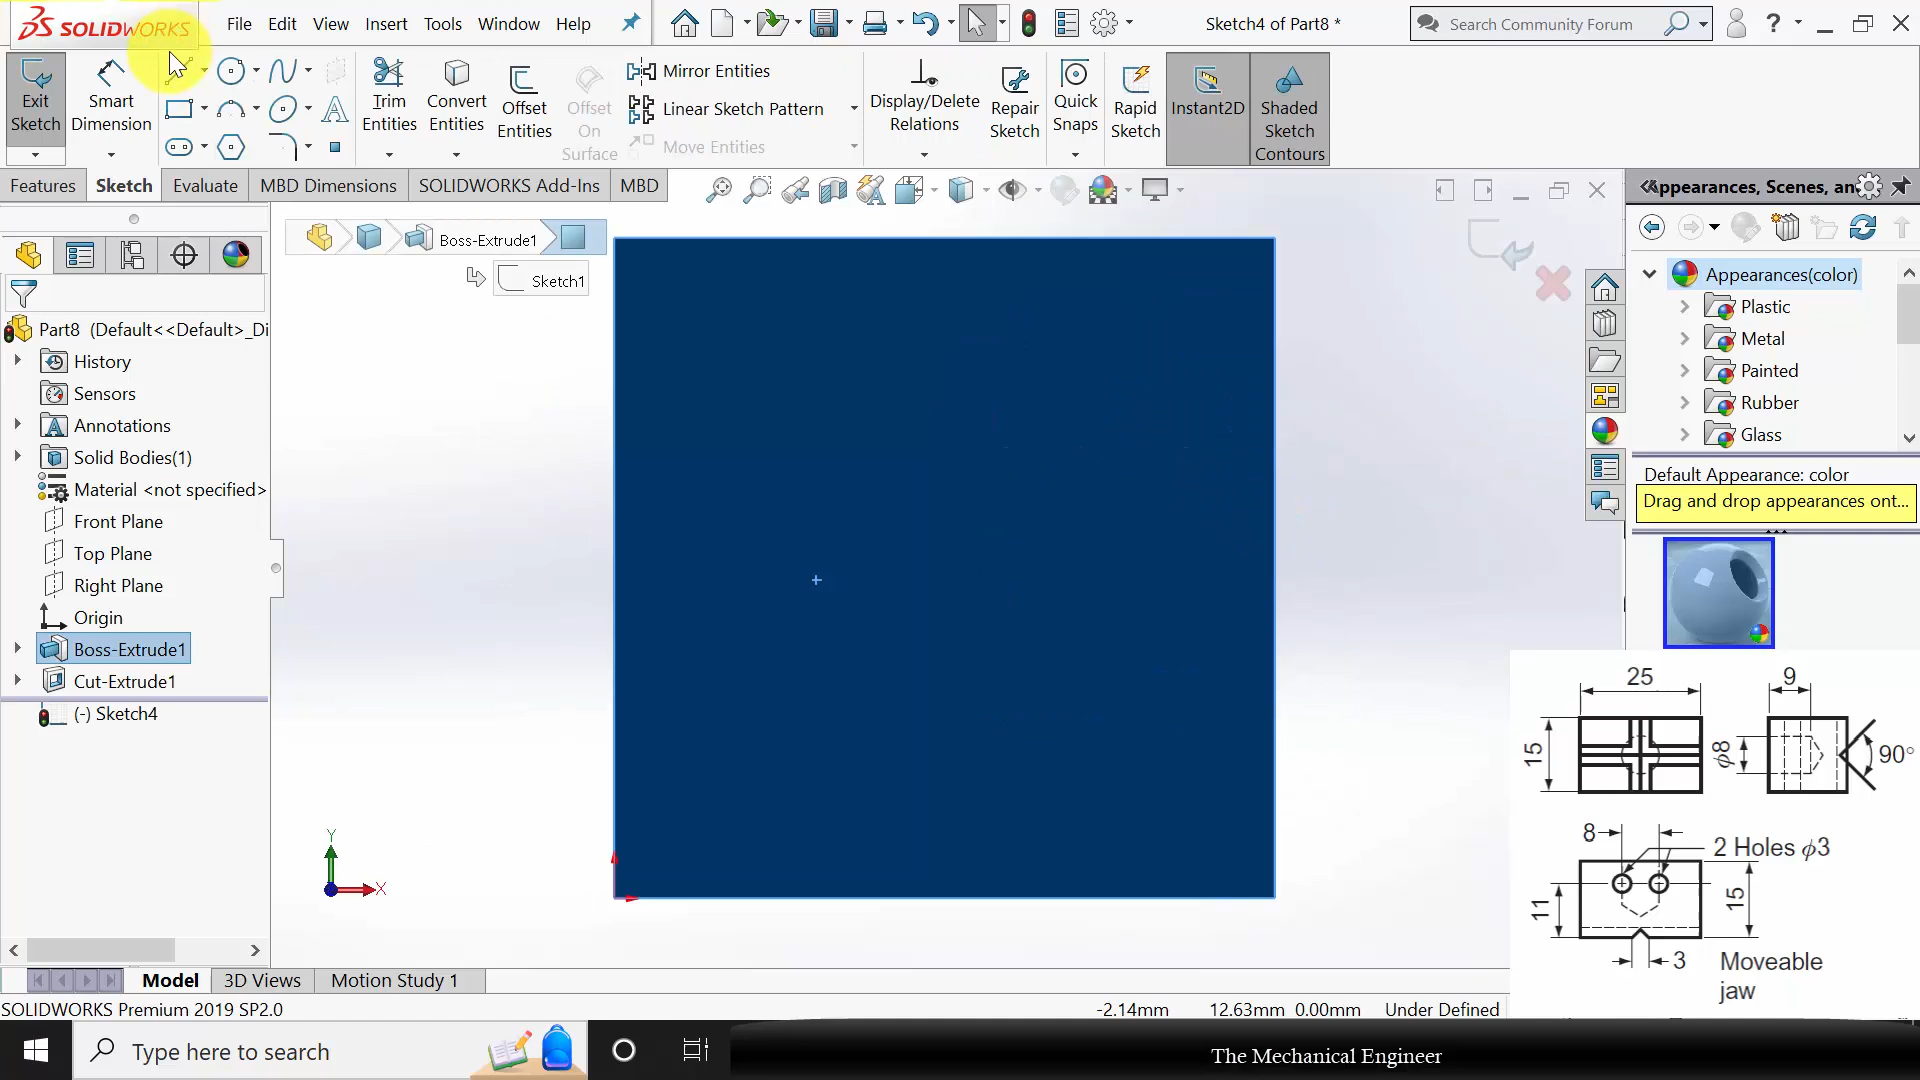 SOLIDWORKS File Edit View Insert Tools Window Help Sketch4 of Part8 * Search Community Forum ?
Exit Sketch
Smart Dimension
Trim Entities
Convert Entities
Offset Entities
Offset On Surface
Mirror Entities
Linear Sketch Pattern
Move Entities
Display/Delete Relations
Repair Sketch
Quick Snaps
Rapid Sketch
Instant2D
Shaded Sketch Contours
Features Sketch Evaluate MBD Dimensions SOLIDWORKS Add-Ins MBD
Appearances, Scenes, an
Boss-Extrude1
Sketch1
Part8 (Default<<Default>_Di
History
Sensors
Annotations
Solid Bodies(1)
Material <not specified>
Front Plane
Top Plane
Right Plane
Origin
Boss-Extrude1
Cut-Extrude1
(-) Sketch4
Y
X
Appearances(color)
Plastic
Metal
Painted
Rubber
Glass
Default Appearance: color
Drag and drop appearances ont...
25 9
15 ϕ8 90°
8 2 Holes ϕ3
11 15
3 Moveable
jaw
Model 3D Views Motion Study 1
SOLIDWORKS Premium 2019 SP2.0 -2.14mm 12.63mm 0.00mm Under Defined
Type here to search The Mechanical Engineer